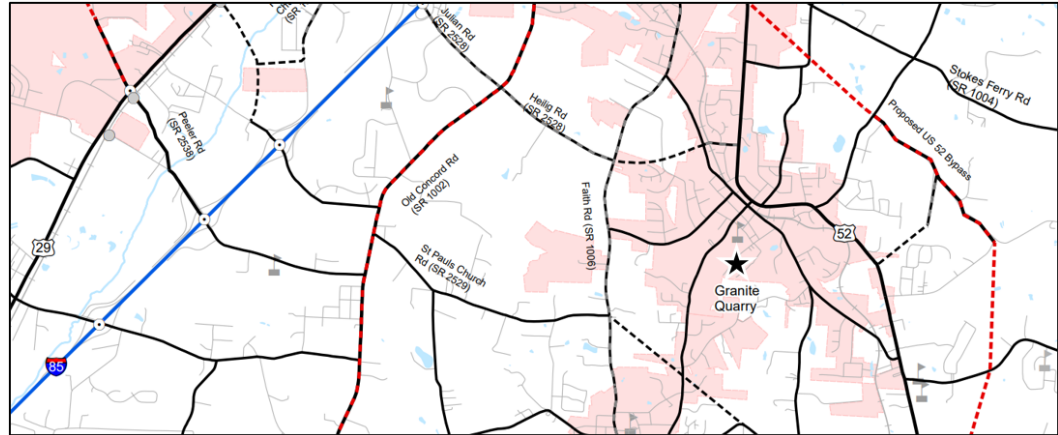 Julian Rd
(SR 2528)
Stokes Ferry Rd
(SR 1004)
Peeler Rd
(SR 2538)
Heilig Rd
(SR 2528)
Proposed US 52 Bypass
Old Concord Rd
(SR 1002)
Faith Rd (SR 1006)
29
52
St Pauls Church
Rd (SR 2529)
Granite
Quarry
85